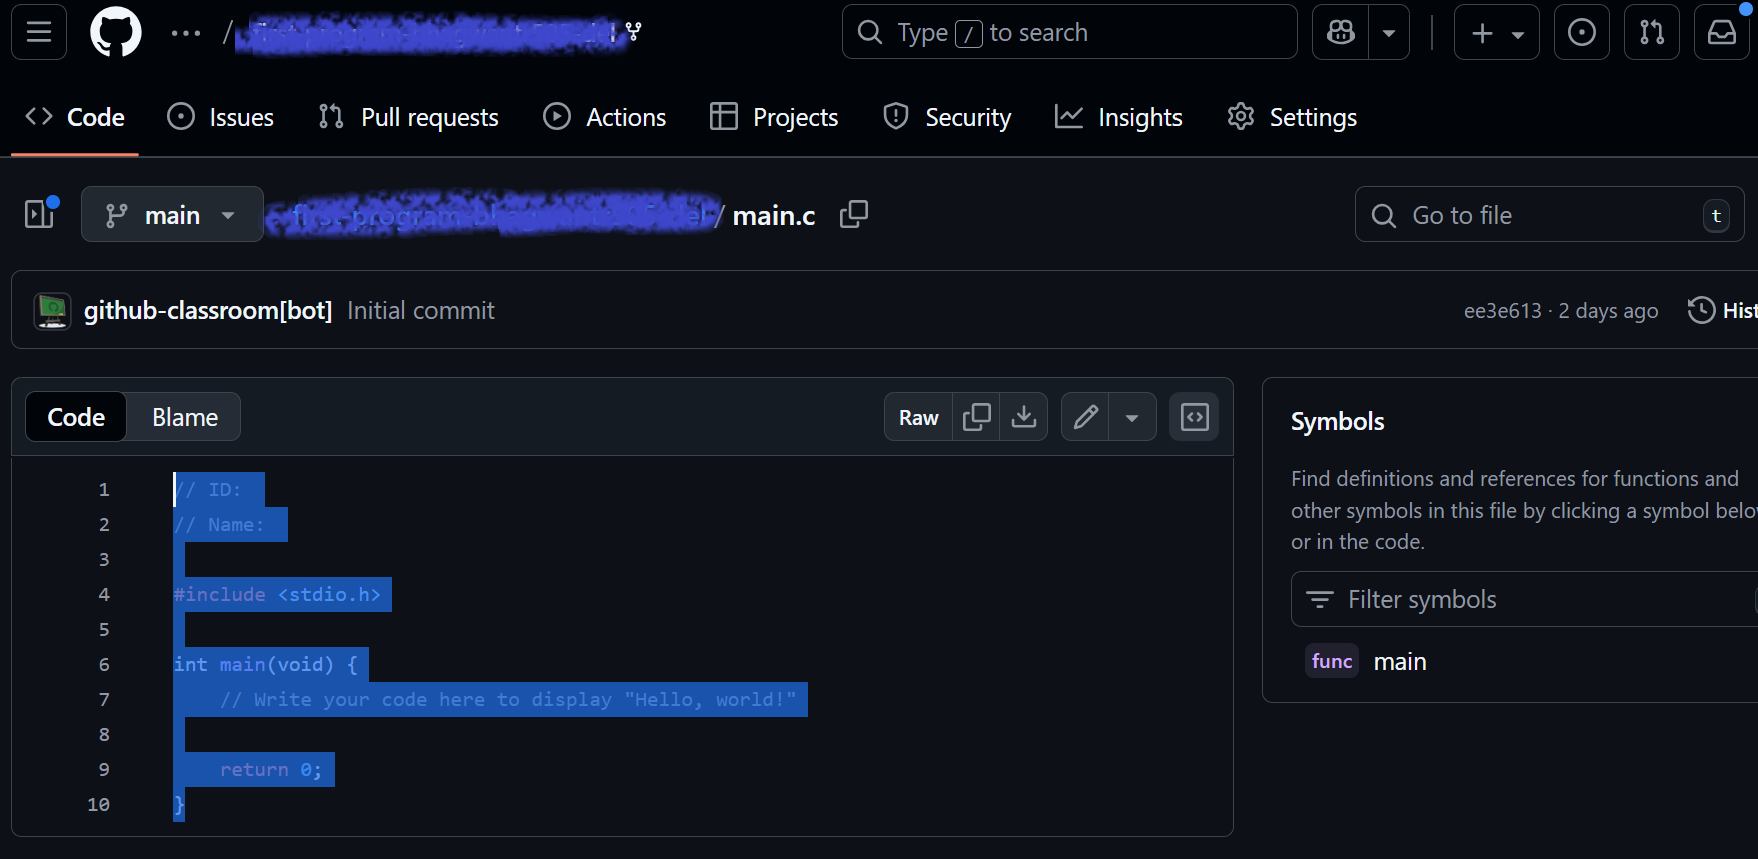 ... /
Type / to search
Code Issues Pull requests Actions Projects Security Insights Settings
main / main.c
Go to file t
github-classroom[bot] Initial commit
ee3e613 · 2 days ago Hist
Code Blame
Raw
1 // ID:
2 // Name:
3
4 #include <stdio.h>
5
6 int main(void) {
7 // Write your code here to display "Hello, world!"
8
9 return 0;
10 }
Symbols
Find definitions and references for functions and
other symbols in this file by clicking a symbol belo
or in the code.
Filter symbols
func main